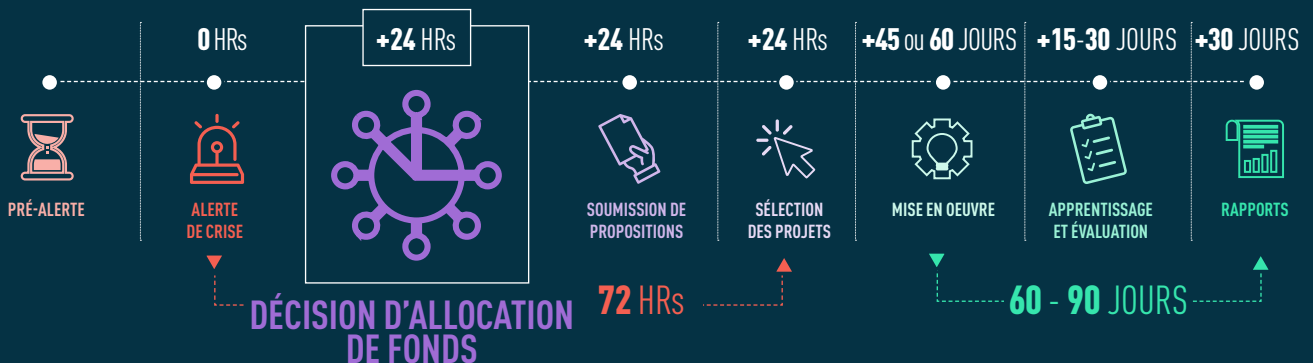 0 HRs
+24 HRs
+24 HRs
+24 HRs
+45 ou 60 JOURS
+15-30 JOURS
+30 JOURS
PRÉ-ALERTE
ALERTE
DE CRISE
SOUMISSION DE
PROPOSITIONS
SÉLECTION
DES PROJETS
MISE EN OEUVRE
APPRENTISSAGE
ET ÉVALUATION
RAPPORTS
DÉCISION D'ALLOCATION
DE FONDS
72 HRs
60 - 90 JOURS